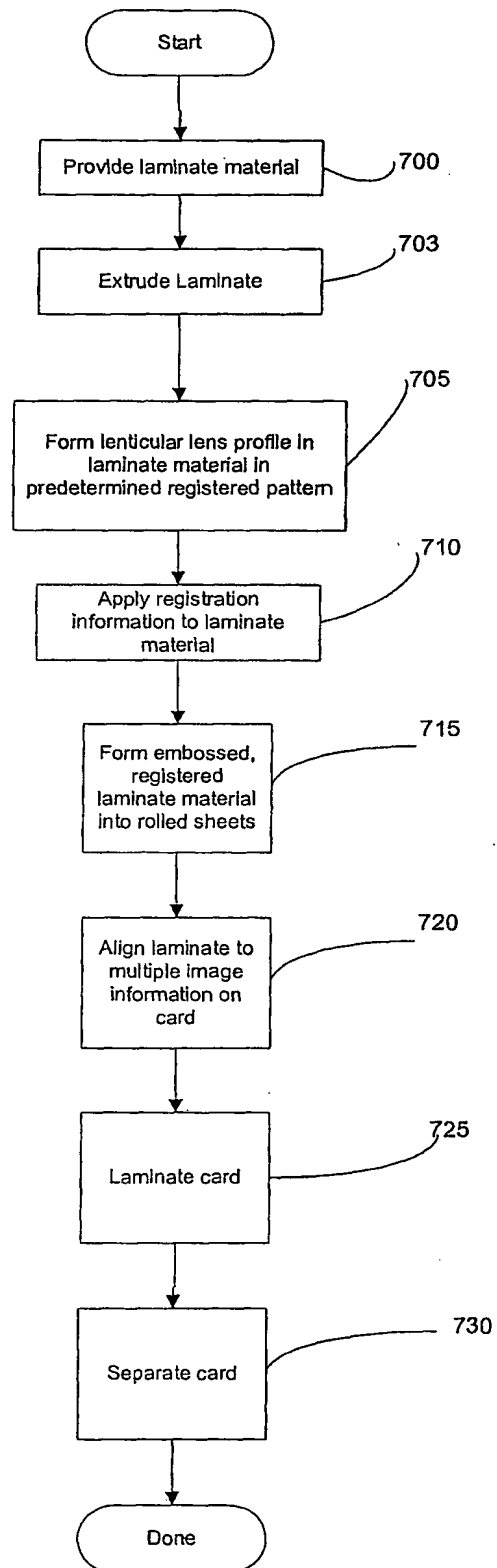 Start
Provide laminate material
700
703
Extrude Laminate
705
Form lenticular lens profile in
laminate material in
predetermined registered pattern
710
Apply registration
information to laminate
material
715
Form embossed,
registered
laminate material
into rolled sheets
720
Align laminate to
multiple image
information on
card
725
Laminate card
730
Separate card
Done